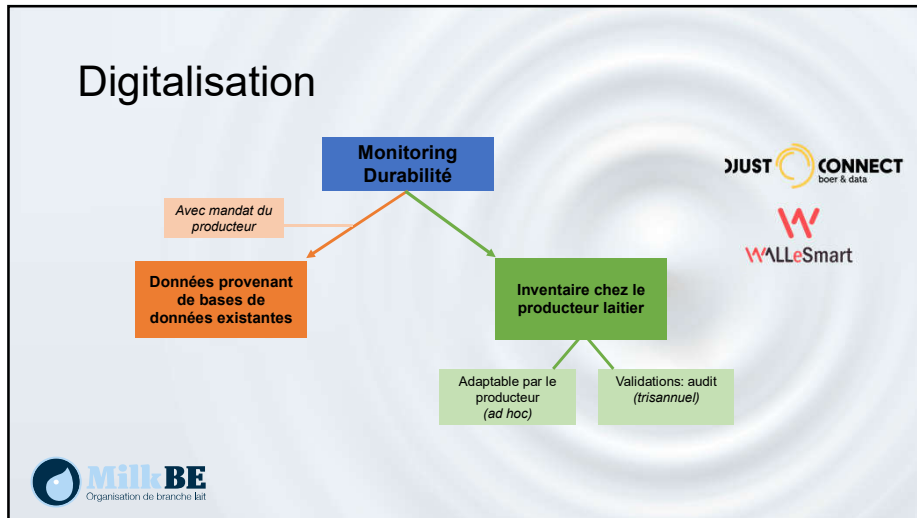 Digitalisation
Monitoring
Durabilité
Avec mandat du
producteur
Données provenant
de bases de
données existantes
Inventaire chez le
producteur laitier
Adaptable par le
producteur
(ad hoc)
Validations: audit
(trisannuel)
DJUST CONNECT
boer & data
WALLeSmart
MilkBE
Organisation de branche lait